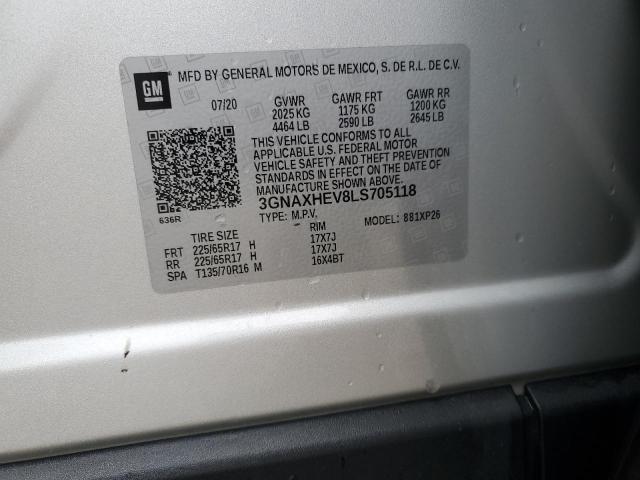 GM MFD BY GENERAL MOTORS DE MEXICO, S. DE R.L. DE C.V.
07/20 GVWR GAWR FRT GAWR RR
2025 KG 1175 KG 1200 KG
4464 LB 2590 LB 2645 LB
THIS VEHICLE CONFORMS TO ALL
APPLICABLE U.S. FEDERAL MOTOR
VEHICLE SAFETY AND THEFT PREVENTION
STANDARDS IN EFFECT ON THE DATE OF
MANUFACTURE SHOWN ABOVE.
3GNAXHEV8LS705118
636R
TYPE: M.P.V. MODEL: 881XP26
TIRE SIZE RIM
FRT 225/65R17 H 17X7J
RR 225/65R17 H 17X7J
SPA T135/70R16 M 16X4BT